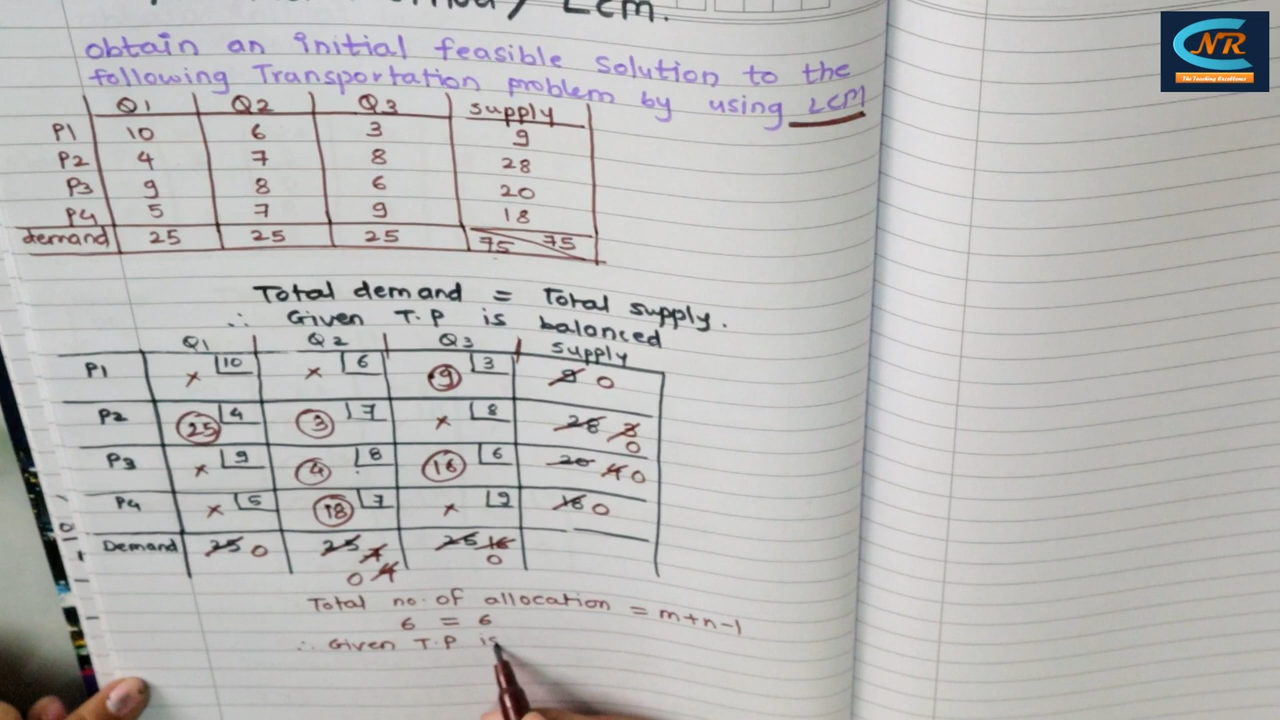 LCM.
obtain an initial feasible solution to the
following Transportation problem by using LCM
Q1 Q2 Q3 supply
P1 10 6 3 9
P2 4 7 8 28
P3 9 8 6 20
P4 5 7 9 18
demand 25 25 25 75 75
Total demand = Total supply.
∴ Given T.P is balanced
Q1 Q2 Q3 supply
P1 × 10 × 6 9 3 9 0
P2 25 4 3 7 × 8 28 3 0
P3 × 9 4 8 16 6 20 4 0
P4 × 5 18 7 × 9 18 0
Demand 25 0 25 7 4 0 25 16 0
Total no. of allocation = m+n-1
6 = 6
∴ Given T.P is
CNR
The Teaching Excellence